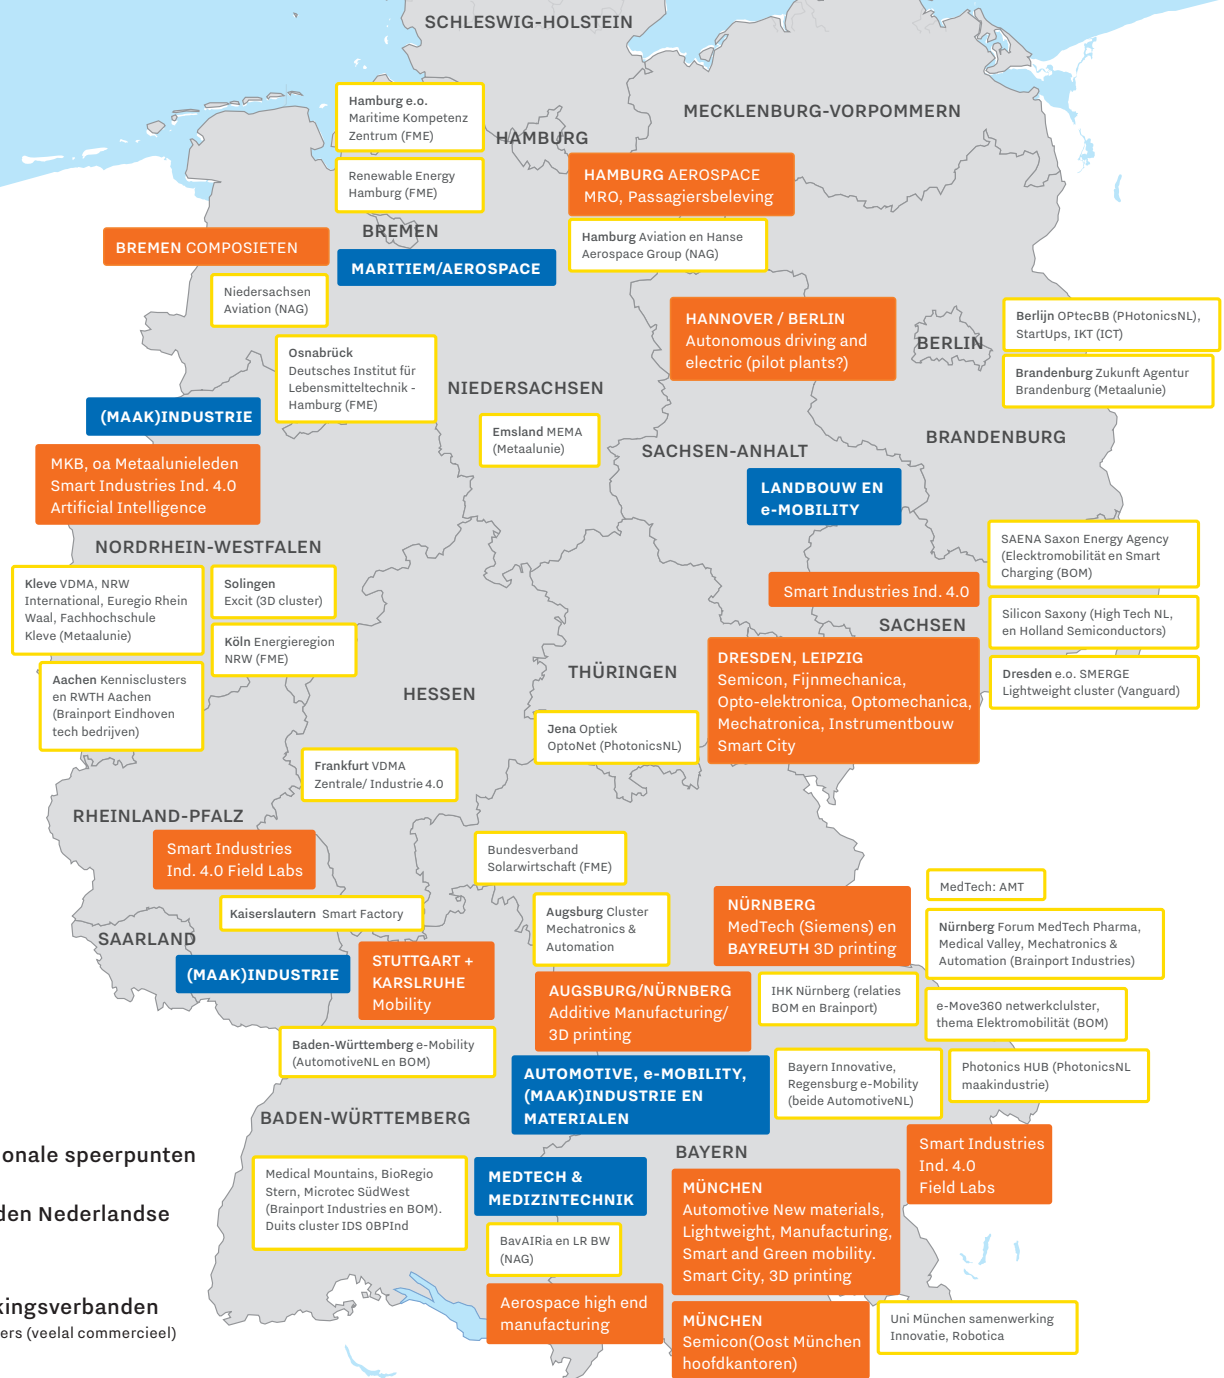 SCHLESWIG-HOLSTEIN
MECKLENBURG-VORPOMMERN
Hamburg e.o.
Maritime Kompetenz
Zentrum (FME)
HAMBURG
Renewable Energy
Hamburg (FME)
HAMBURG AEROSPACE
MRO, Passagiersbeleving
BREMEN
Hamburg Aviation en Hanse
Aerospace Group (NAG)
BREMEN COMPOSIETEN
MARITIEM/AEROSPACE
Niedersachsen
Aviation (NAG)
HANNOVER / BERLIN
Autonomous driving and
electric (pilot plants?)
BERLIN
Berlijn OPtecBB (PHotonicsNL),
StartUps, IKT (ICT)
Brandenburg Zukunft Agentur
Brandenburg (Metaalunie)
Osnabrück
Deutsches Institut für
Lebensmitteltechnik -
Hamburg (FME)
NIEDERSACHSEN
(MAAK)INDUSTRIE
Emsland MEMA
(Metaalunie)
BRANDENBURG
SACHSEN-ANHALT
MKB, oa Metaalunieleden
Smart Industries Ind. 4.0
Artificial Intelligence
LANDBOUW EN
e-MOBILITY
NORDRHEIN-WESTFALEN
SAENA Saxon Energy Agency
(Elecktromobilität en Smart
Charging (BOM)
Kleve VDMA, NRW
International, Euregio Rhein
Waal, Fachhochschule
Kleve (Metaalunie)
Solingen
Excit (3D cluster)
Smart Industries Ind. 4.0
Silicon Saxony (High Tech NL,
en Holland Semiconductors)
SACHSEN
Köln Energieregion
NRW (FME)
Aachen Kennisclusters
en RWTH Aachen
(Brainport Eindhoven
tech bedrijven)
DRESDEN, LEIPZIG
Semicon, Fijnmechanica,
Opto-elektronica, Optomechanica,
Mechatronica, Instrumentbouw
Smart City
Dresden e.o. SMERGE
Lightweight cluster (Vanguard)
THÜRINGEN
HESSEN
Jena Optiek
OptoNet (PhotonicsNL)
Frankfurt VDMA
Zentrale/ Industrie 4.0
RHEINLAND-PFALZ
Smart Industries
Ind. 4.0 Field Labs
Bundesverband
Solarwirtschaft (FME)
Kaiserslautern Smart Factory
Augsburg Cluster
Mechatronics &
Automation
NÜRNBERG
MedTech (Siemens) en
BAYREUTH 3D printing
MedTech: AMT
Nürnberg Forum MedTech Pharma,
Medical Valley, Mechatronics &
Automation (Brainport Industries)
SAARLAND
(MAAK)INDUSTRIE
STUTTGART +
KARSLRUHE
Mobility
AUGSBURG/NÜRNBERG
Additive Manufacturing/
3D printing
IHK Nürnberg (relaties
BOM en Brainport)
e-Move360 netwerkclulster,
thema Elektromobilität (BOM)
Baden-Württemberg e-Mobility
(AutomotiveNL en BOM)
AUTOMOTIVE, e-MOBILITY,
(MAAK)INDUSTRIE EN
MATERIALEN
Bayern Innovative,
Regensburg e-Mobility
(beide AutomotiveNL)
Photonics HUB (PhotonicsNL
maakindustrie)
BADEN-WÜRTTEMBERG
BAYERN
Smart Industries
Ind. 4.0
Field Labs
onale speerpunten
Medical Mountains, BioRegio
Stern, Microtec SüdWest
(Brainport Industries en BOM).
Duits cluster IDS 0BPInd
MEDTECH &
MEDIZINTECHNIK
MÜNCHEN
Automotive New materials,
Lightweight, Manufacturing,
Smart and Green mobility.
Smart City, 3D printing
den Nederlandse
BavAIRia en LR BW
(NAG)
kingsverbanden
ers (veelal commercieel)
Aerospace high end
manufacturing
MÜNCHEN
Semicon(Oost München
hoofdkantoren)
Uni München samenwerking
Innovatie, Robotica